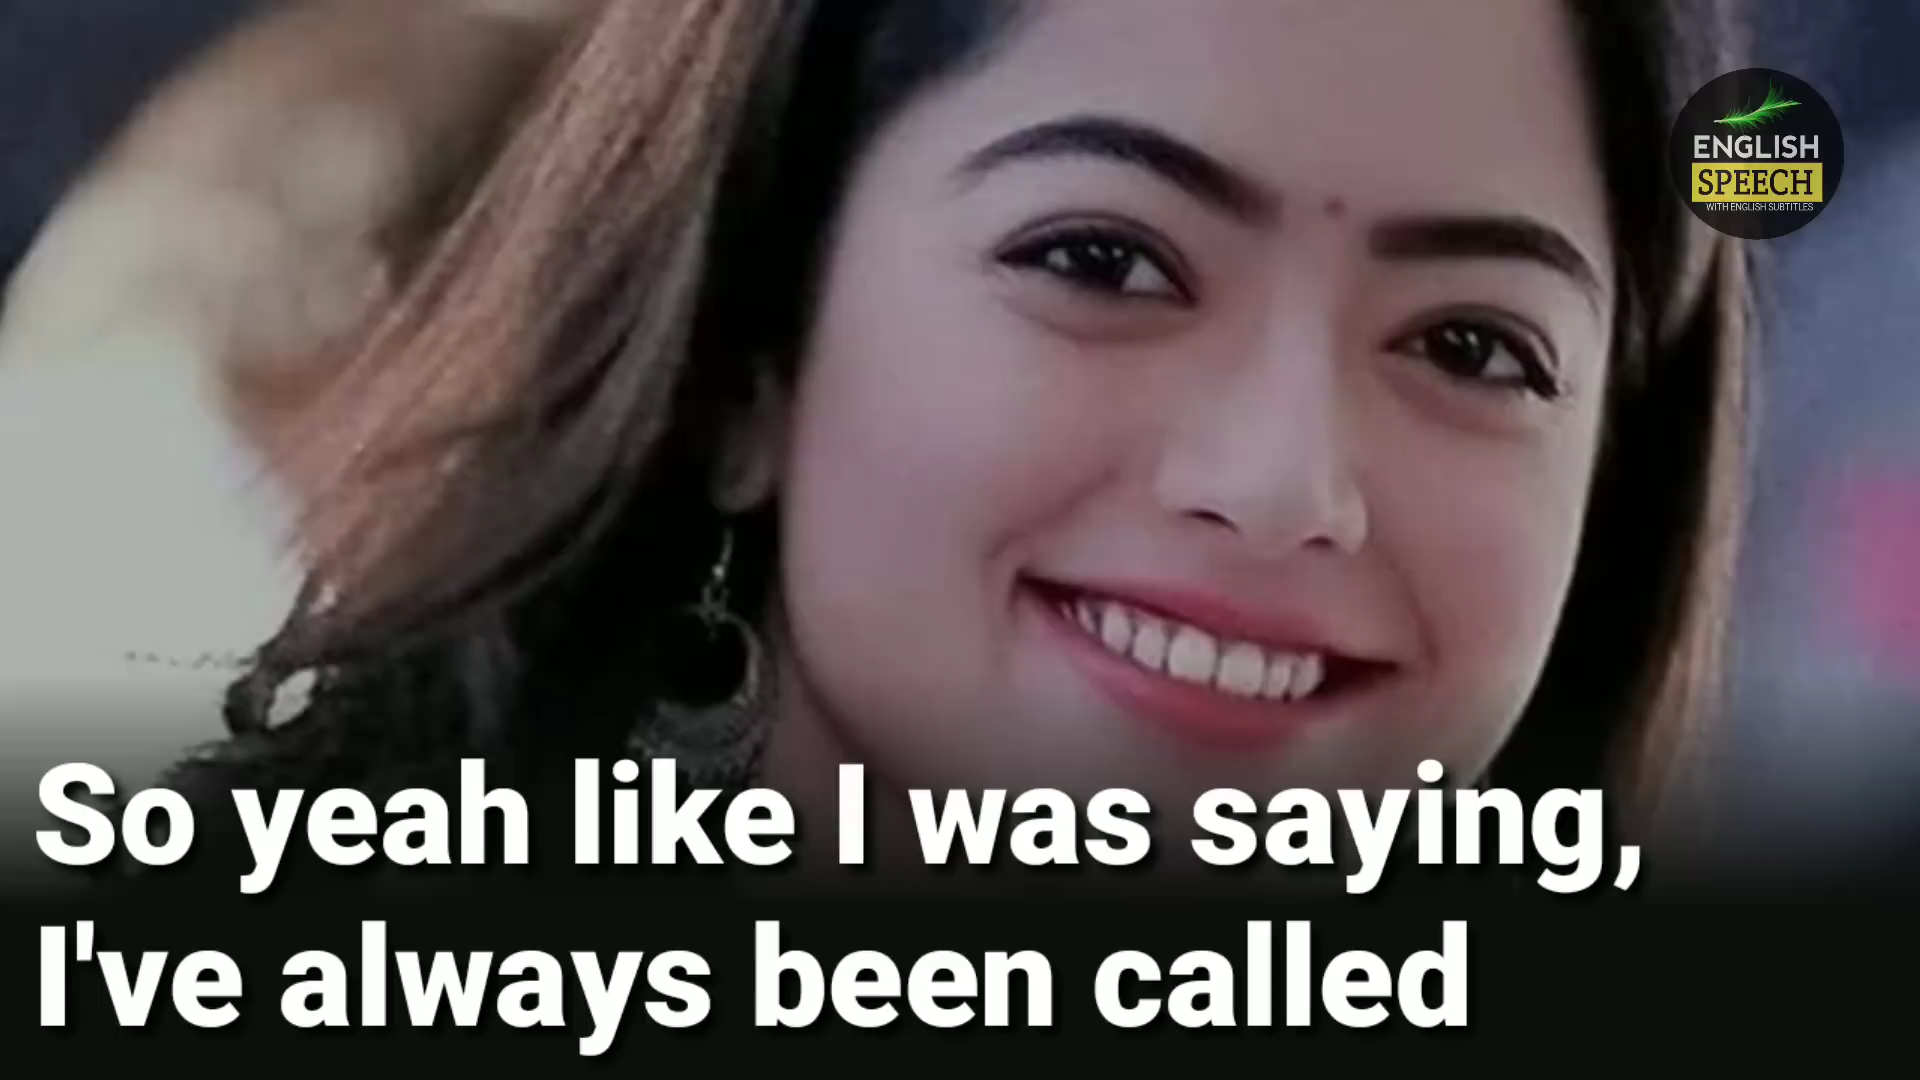 ENGLISH
SPEECH
WITH ENGLISH SUBTITLES
So yeah like I was saying,
I've always been called